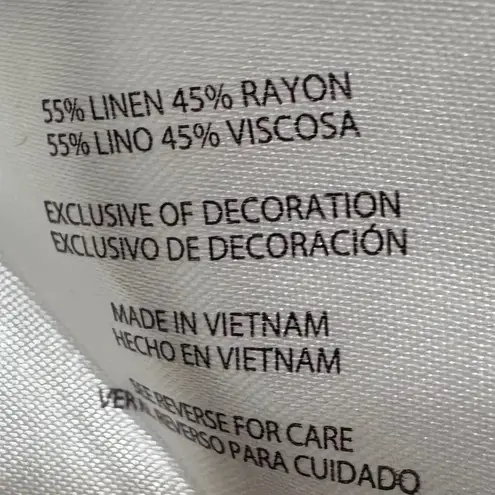 55% LINEN 45% RAYON
55% LINO 45% VISCOSA
EXCLUSIVE OF DECORATION
EXCLUSIVO DE DECORACIÓN
MADE IN VIETNAM
HECHO EN VIETNAM
SEE REVERSE FOR CARE
VER AL REVERSO PARA CUIDADO